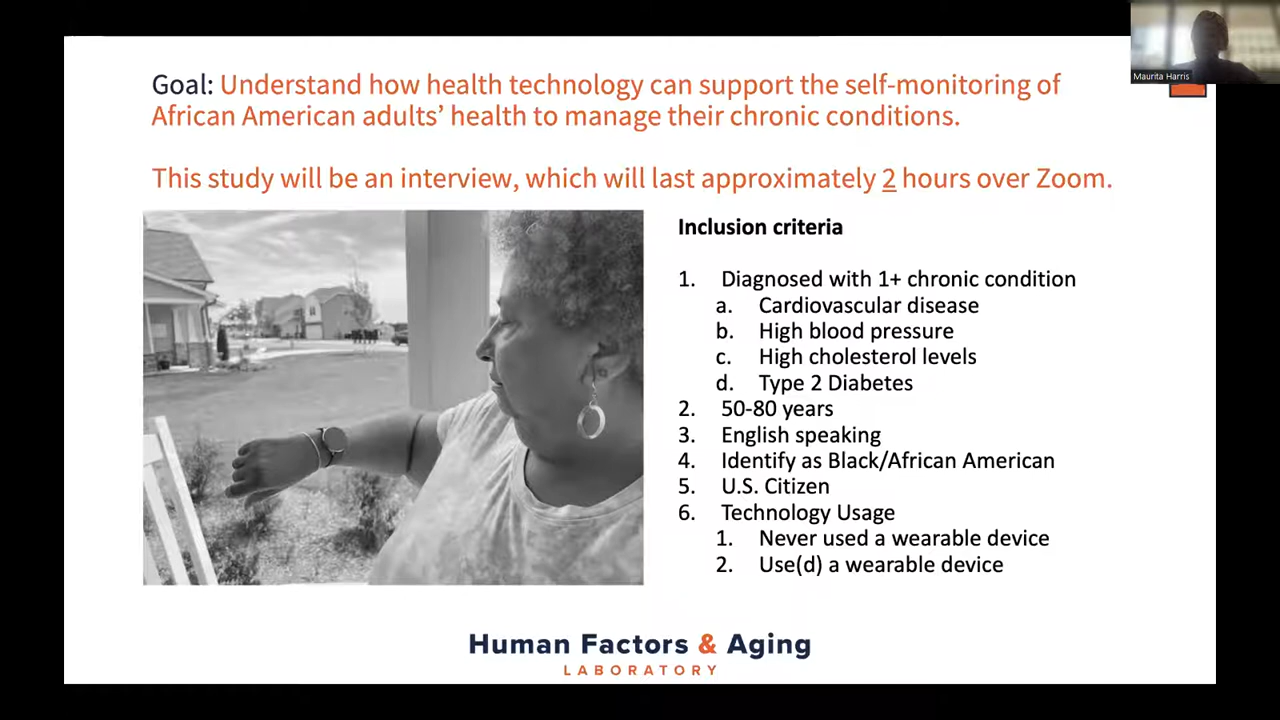 Maurita Harris
Goal: Understand how health technology can support the self-monitoring of
African American adults' health to manage their chronic conditions.
This study will be an interview, which will last approximately 2 hours over Zoom.
Inclusion criteria
1. Diagnosed with 1+ chronic condition
a. Cardiovascular disease
b. High blood pressure
c. High cholesterol levels
d. Type 2 Diabetes
2. 50-80 years
3. English speaking
4. Identify as Black/African American
5. U.S. Citizen
6. Technology Usage
1. Never used a wearable device
2. Use(d) a wearable device
Human Factors & Aging
LABORATORY